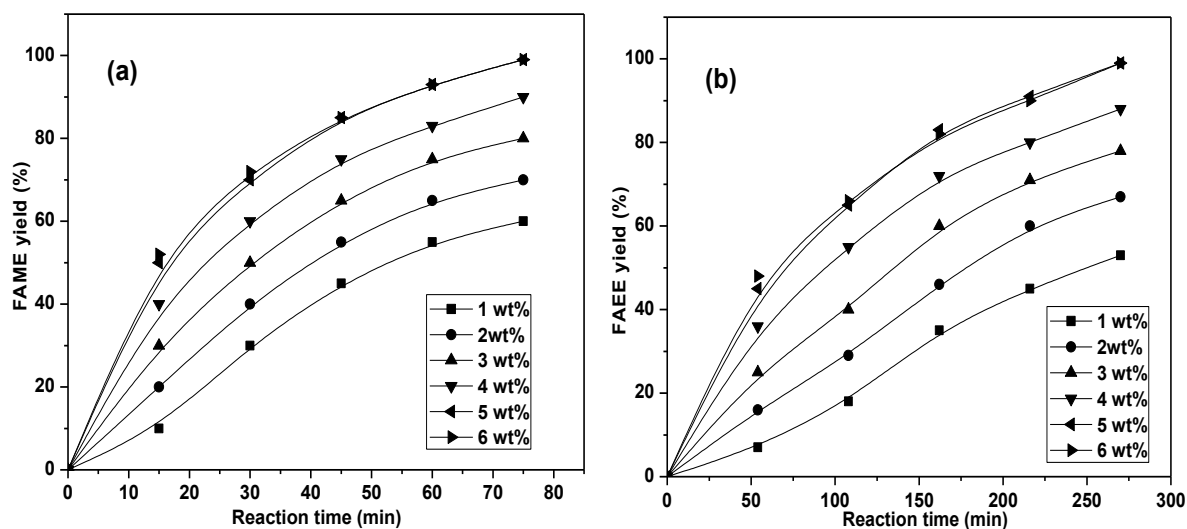 (a)
FAME yield (%)
100
80
60
40
20
0
0 10 20 30 40 50 60 70 80
Reaction time (min)
1 wt%
2wt%
3 wt%
4 wt%
5 wt%
6 wt%
(b)
FAEE yield (%)
100
80
60
40
20
0
0 50 100 150 200 250 300
Reaction time (min)
1 wt%
2wt%
3 wt%
4 wt%
5 wt%
6 wt%